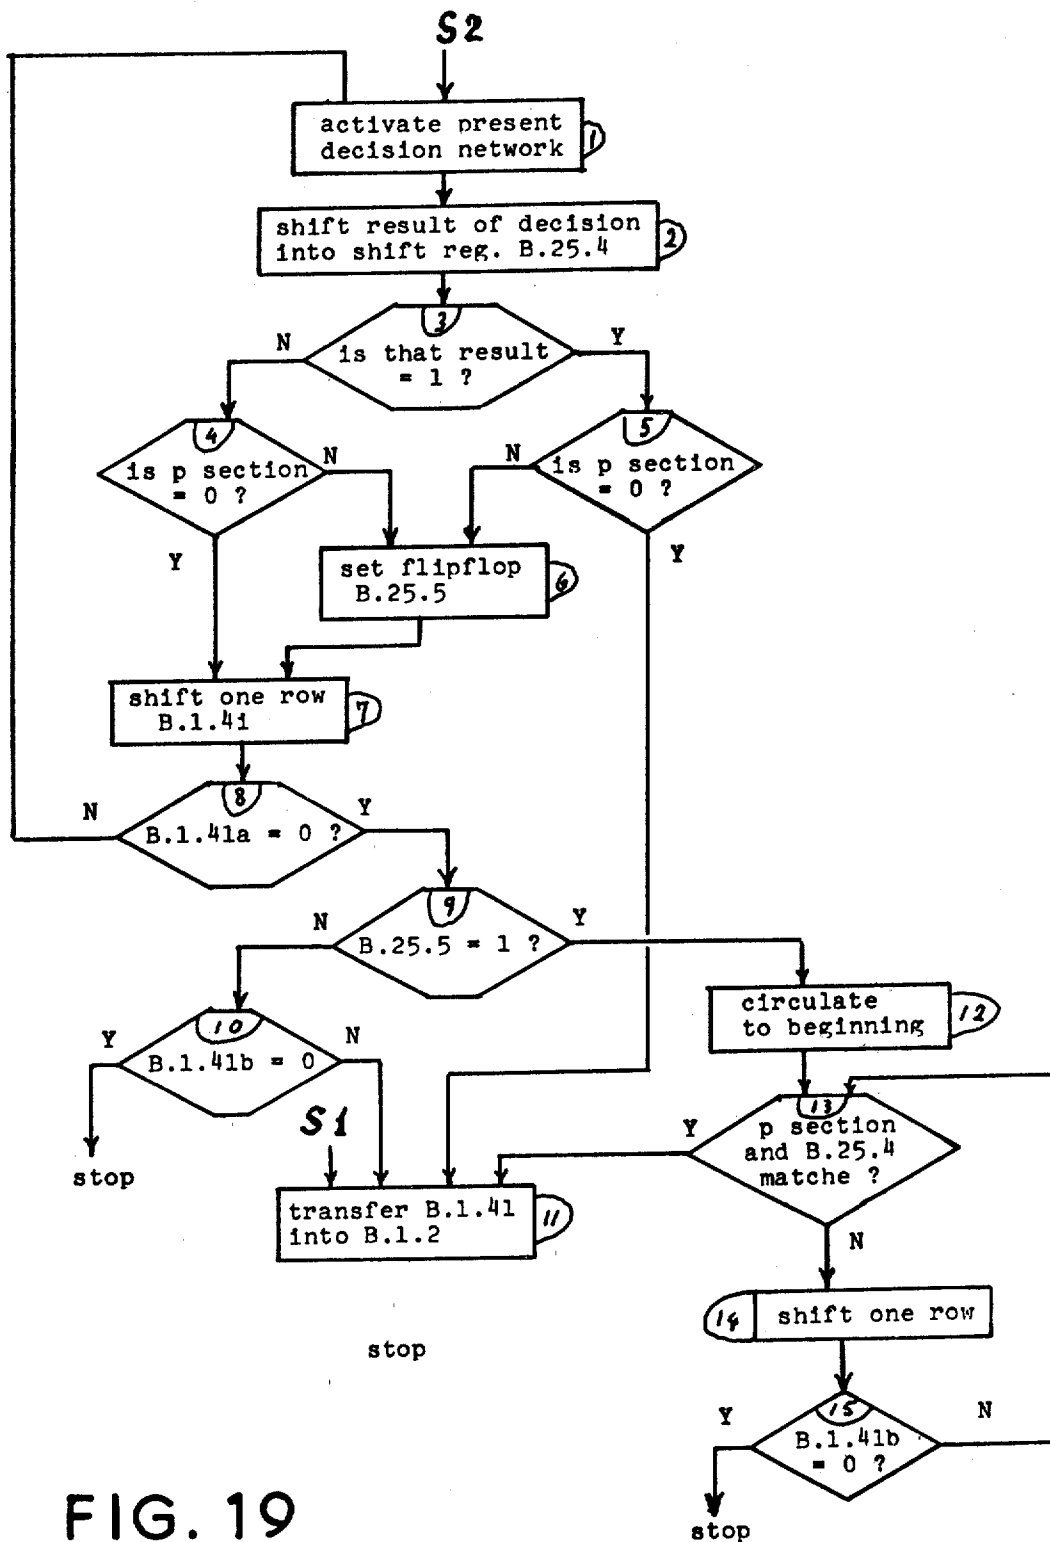 S2
activate present
decision network
1
shift result of decision
into shift reg. B.25.4
2
3
N
Y
is that result
= 1 ?
4
5
N
N
is p section
= 0 ?
is p section
= 0 ?
Y
Y
set flipflop
B.25.5
6
shift one row
B.1.41
7
8
N
Y
B.1.41a = 0 ?
9
N
Y
B.25.5 = 1 ?
circulate
to beginning
12
10
Y
N
B.1.41b = 0
S1
stop
13
Y
p section
and B.25.4
matche ?
transfer B.1.41
into B.1.2
11
N
14
shift one row
stop
15
Y
N
B.1.41b
= 0 ?
stop
FIG. 19